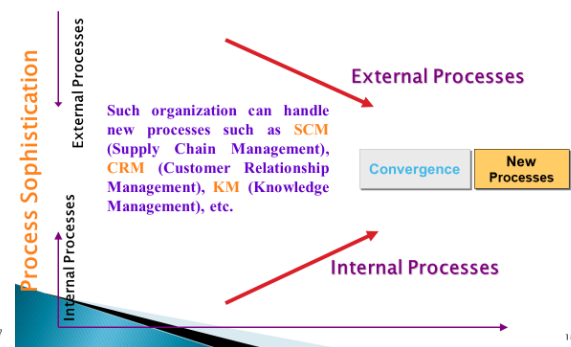 Process Sophistication
External Processes
Internal Processes
Such organization can handle
new processes such as SCM
(Supply Chain Management),
CRM (Customer Relationship
Management), KM (Knowledge
Management), etc.
External Processes
Convergence
New
Processes
Internal Processes